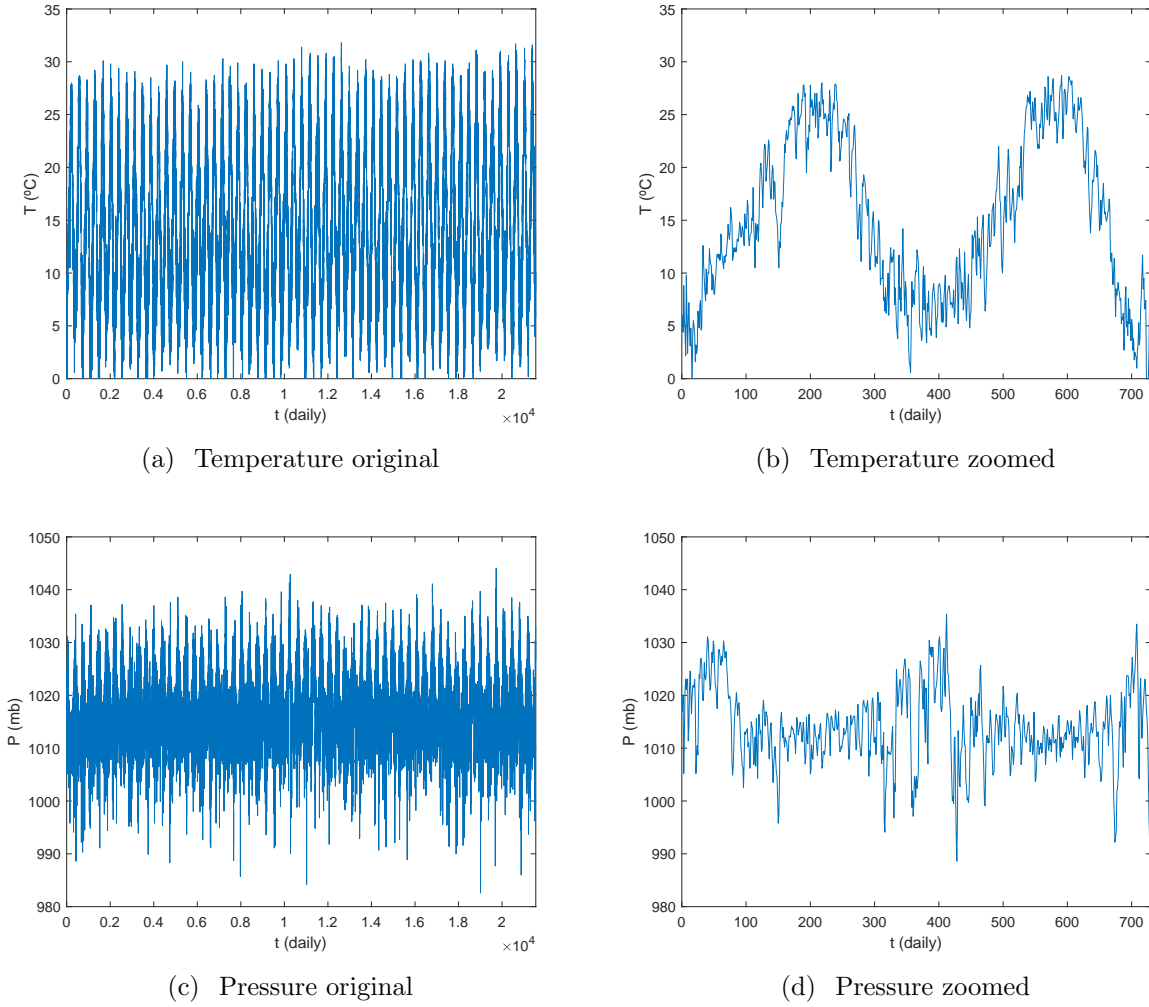 35
30
25
20
15
10
5
0
T (ºC)
0 0.2 0.4 0.6 0.8 1 1.2 1.4 1.6 1.8 2
t (daily)
×10⁴
(a) Temperature original
35
30
25
20
15
10
5
0
T (ºC)
0 100 200 300 400 500 600 700
t (daily)
(b) Temperature zoomed
1050
1040
1030
1020
1010
1000
990
980
P (mb)
0 0.2 0.4 0.6 0.8 1 1.2 1.4 1.6 1.8 2
t (daily)
×10⁴
(c) Pressure original
1050
1040
1030
1020
1010
1000
990
980
P (mb)
0 100 200 300 400 500 600 700
t (daily)
(d) Pressure zoomed